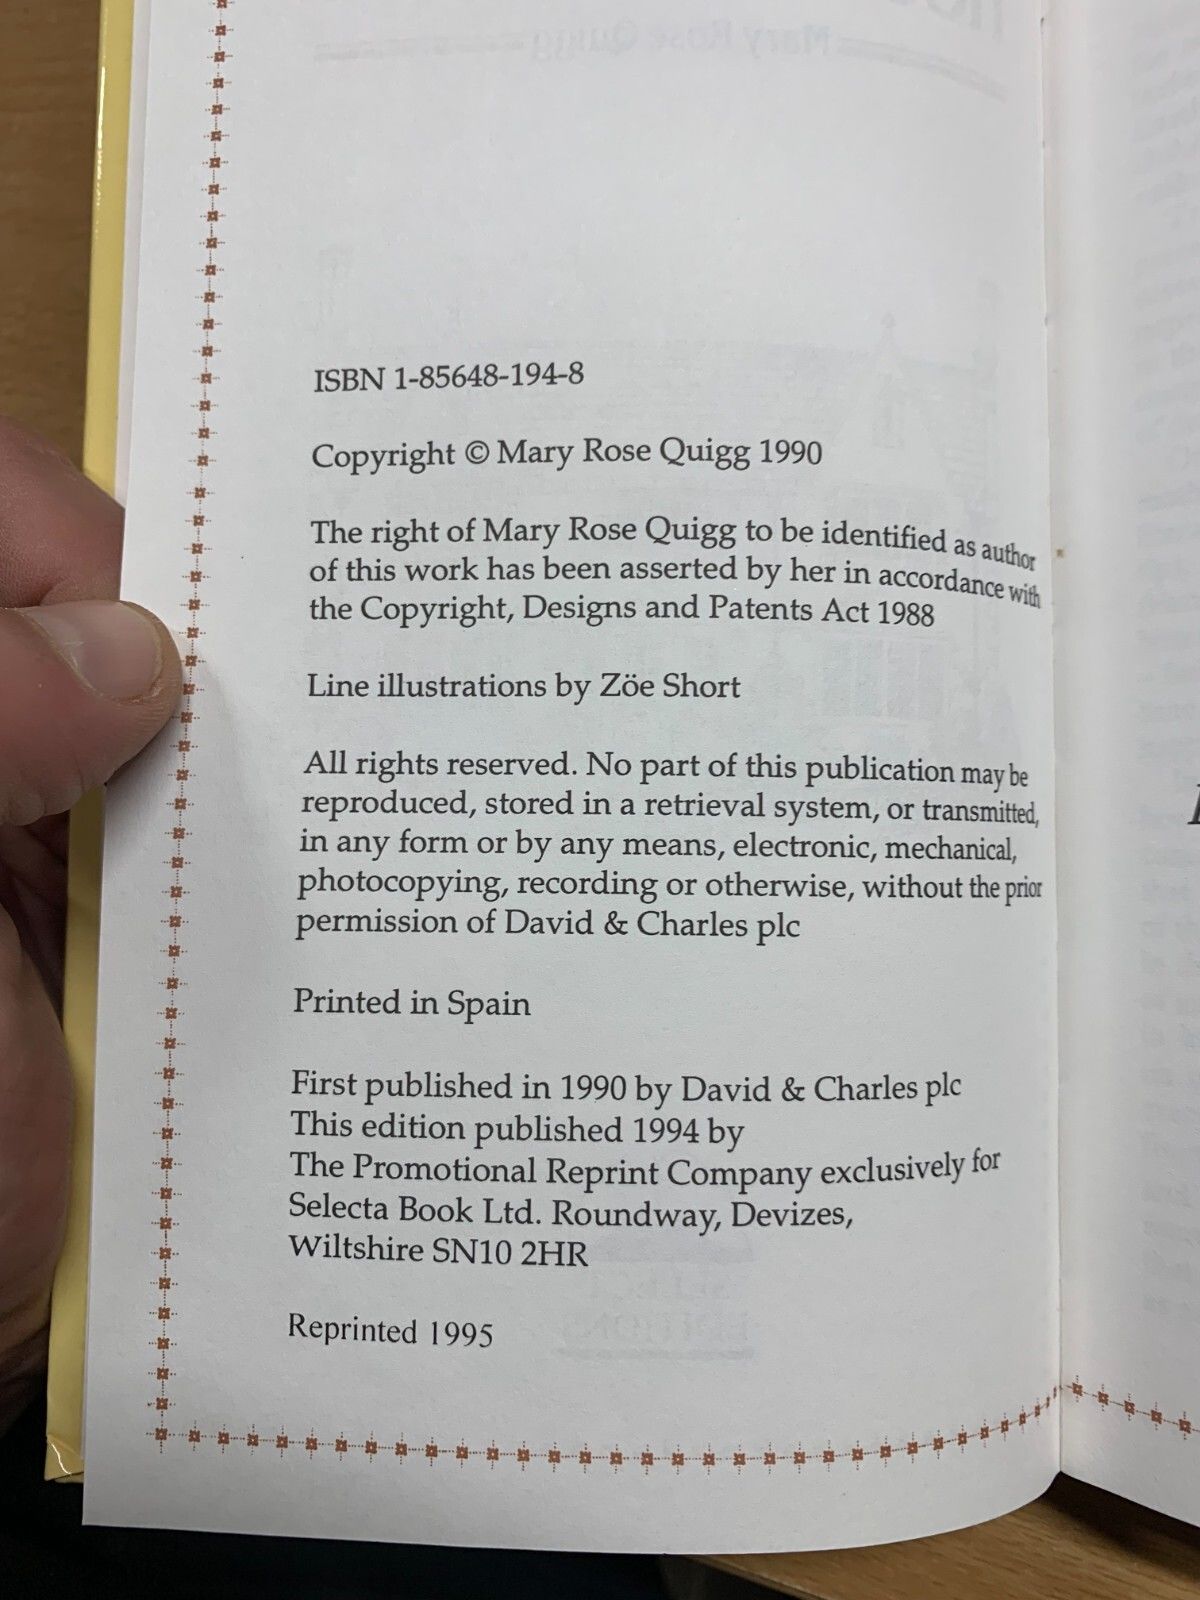 Mary Rose Quigg
ISBN 1-85648-194-8
Copyright © Mary Rose Quigg 1990
The right of Mary Rose Quigg to be identified as author
of this work has been asserted by her in accordance with
the Copyright, Designs and Patents Act 1988
Line illustrations by Zöe Short
All rights reserved. No part of this publication may be
reproduced, stored in a retrieval system, or transmitted,
in any form or by any means, electronic, mechanical,
photocopying, recording or otherwise, without the prior
permission of David & Charles plc
Printed in Spain
First published in 1990 by David & Charles plc
This edition published 1994 by
The Promotional Reprint Company exclusively for
Selecta Book Ltd. Roundway, Devizes,
Wiltshire SN10 2HR
Reprinted 1995